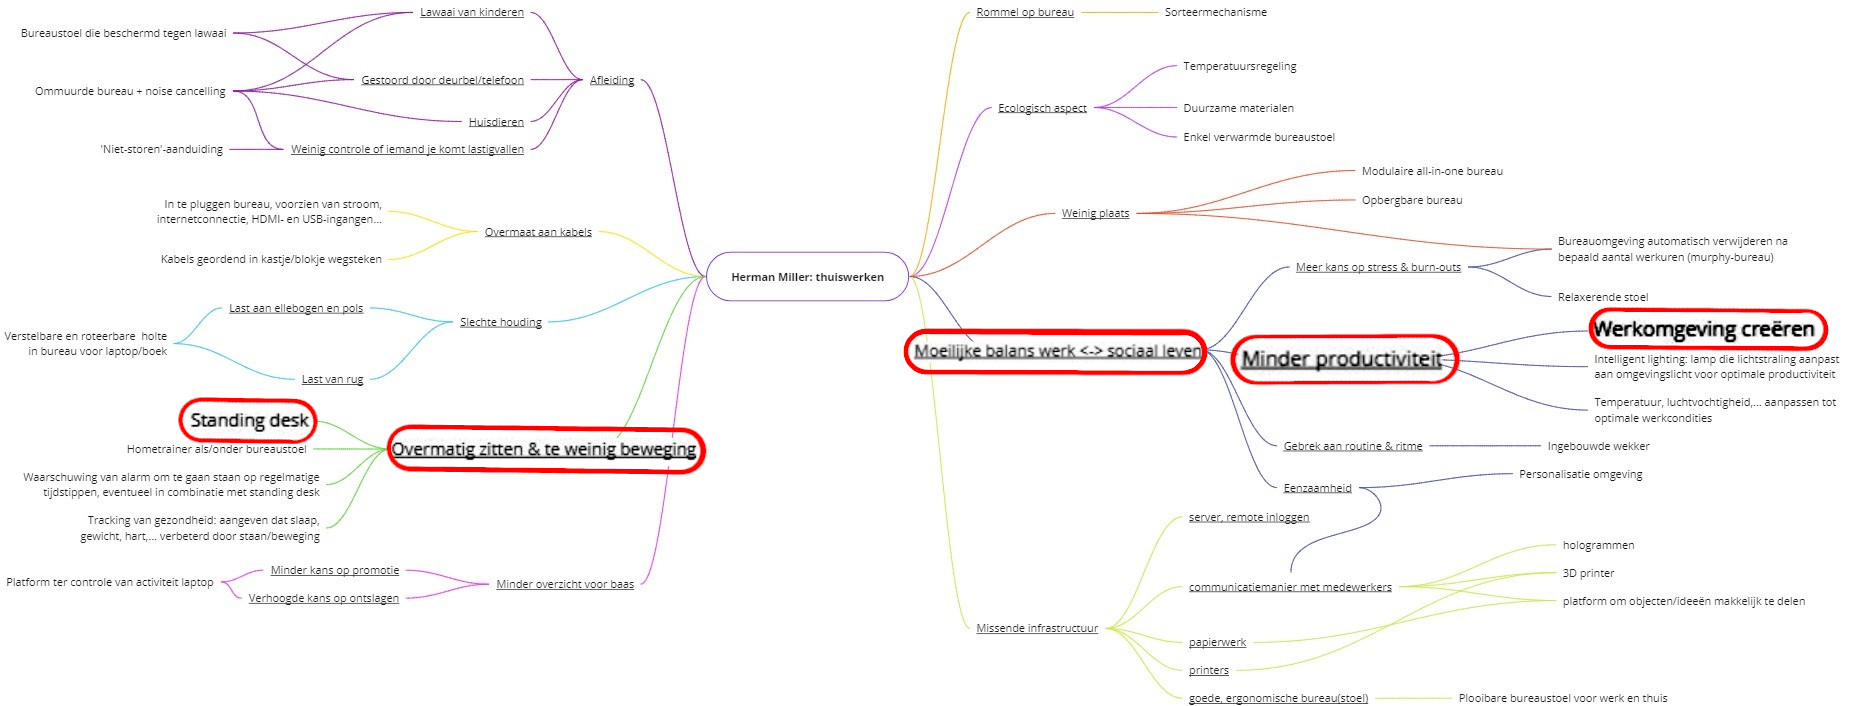 Lawaai van kinderen
Bureaustoel die beschermd tegen lawaai
Gestoord door deurbel/telefoon
Afleiding
Ommuurde bureau + noise cancelling
Huisdieren
'Niet-storen'-aanduiding
Weinig controle of iemand je komt lastigvallen
In te pluggen bureau, voorzien van stroom,
internetconnectie, HDMI- en USB-ingangen...
Overmaat aan kabels
Kabels geordend in kastje/blokje wegsteken
Last aan ellebogen en pols
Slechte houding
Verstelbare en roteerbare holte
in bureau voor laptop/boek
Last van rug
Standing desk
Hometrainer als/onder bureaustoel
Overmatig zitten & te weinig beweging
Waarschuwing van alarm om te gaan staan op regelmatige
tijdstippen, eventueel in combinatie met standing desk
Tracking van gezondheid: aangeven dat slaap,
gewicht, hart,... verbeterd door staan/beweging
Minder kans op promotie
Platform ter controle van activiteit laptop
Minder overzicht voor baas
Verhoogde kans op ontslagen
Herman Miller: thuiswerken
Rommel op bureau
Sorteermechanisme
Temperatuursregeling
Ecologisch aspect
Duurzame materialen
Enkel verwarmde bureaustoel
Modulaire all-in-one bureau
Weinig plaats
Opbergbare bureau
Bureauomgeving automatisch verwijderen na
bepaald aantal werkuren (murphy-bureau)
Meer kans op stress & burn-outs
Relaxerende stoel
Moeilijke balans werk <-> sociaal leven
Minder productiviteit
Werkomgeving creëren
Intelligent lighting: lamp die lichtstraling aanpast
aan omgevingslicht voor optimale productiviteit
Temperatuur, luchtvochtigheid,... aanpassen tot
optimale werkcondities
Gebrek aan routine & ritme
Ingebouwde wekker
Eenzaamheid
Personalisatie omgeving
server, remote inloggen
communicatiemanier met medewerkers
hologrammen
3D printer
platform om objecten/ideeën makkelijk te delen
Missende infrastructuur
papierwerk
printers
goede, ergonomische bureau(stoel)
Plooibare bureaustoel voor werk en thuis